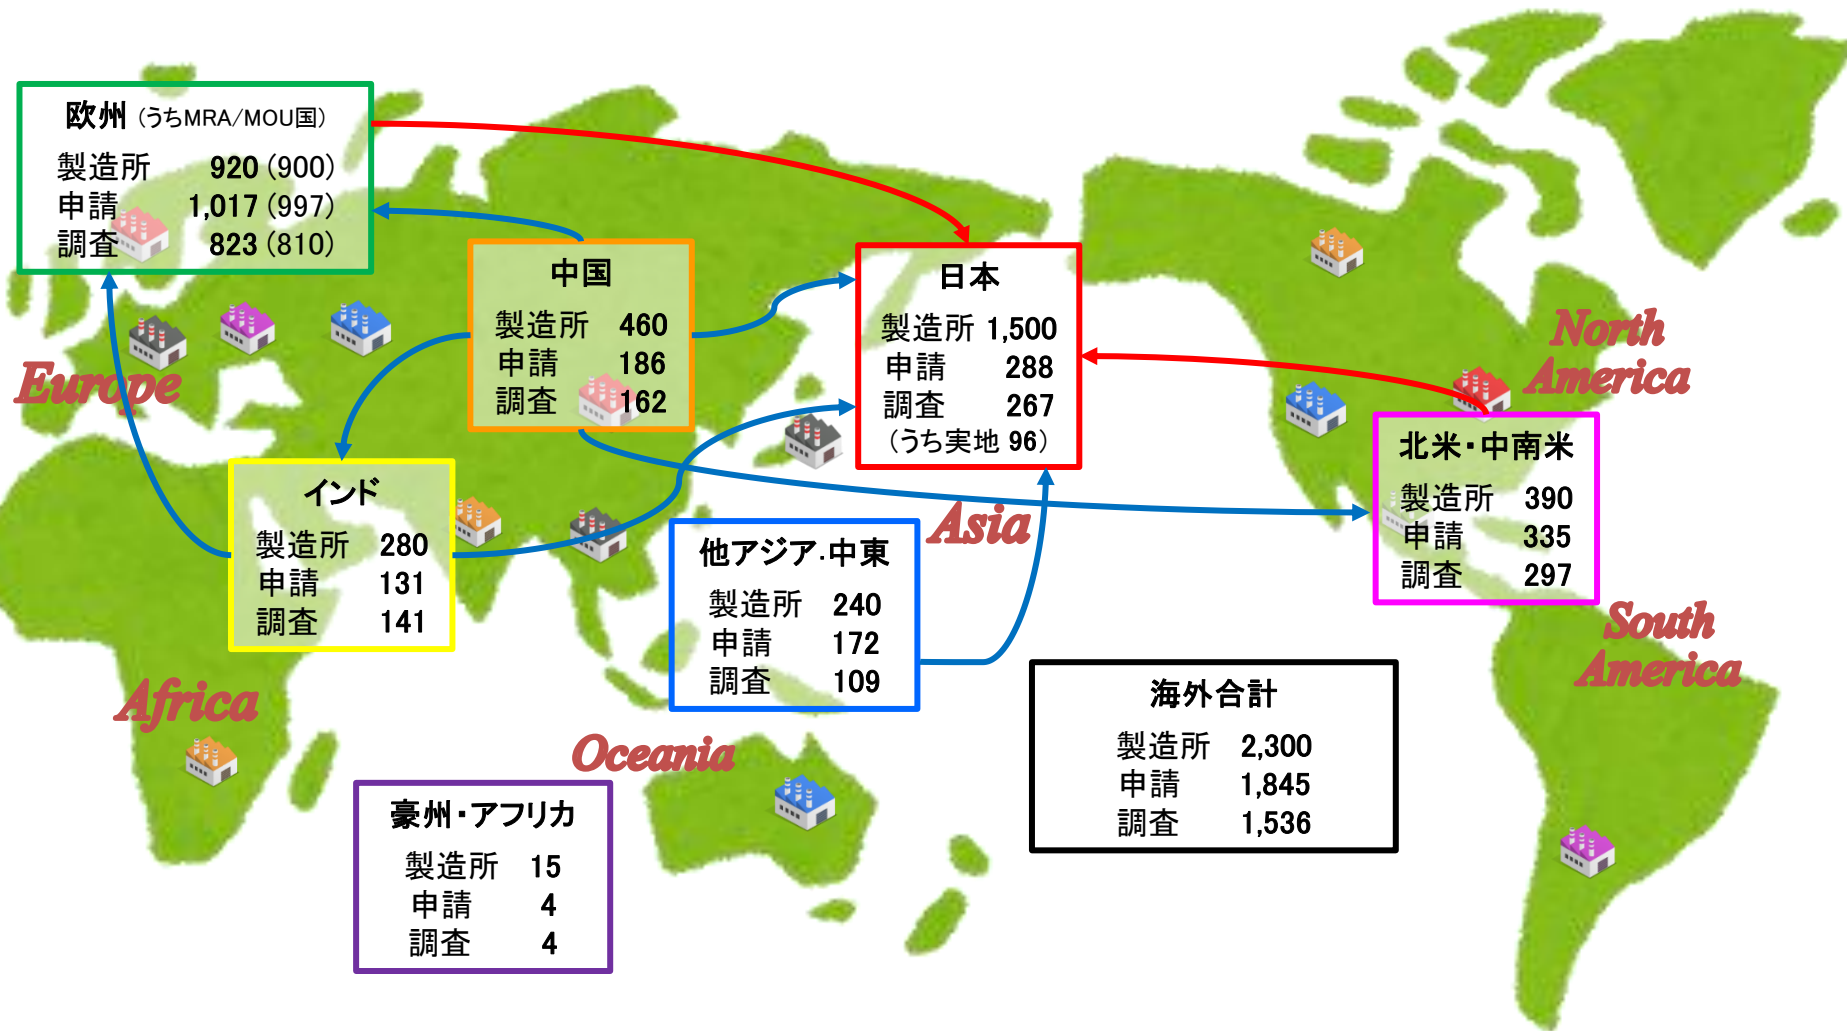 欧州 (うちMRA/MOU国)
製造所 920 (900)
申請 1,017 (997)
調査 823 (810)
中国
製造所 460
申請 186
調査 162
日本
製造所 1,500
申請 288
調査 267
(うち実地 96)
North
America
Europe
北米・中南米
製造所 390
申請 335
調査 297
インド
製造所 280
申請 131
調査 141
Asia
他アジア.中東
製造所 240
申請 172
調査 109
South
America
Africa
海外合計
製造所 2,300
申請 1,845
調査 1,536
Oceania
豪州・アフリカ
製造所 15
申請 4
調査 4